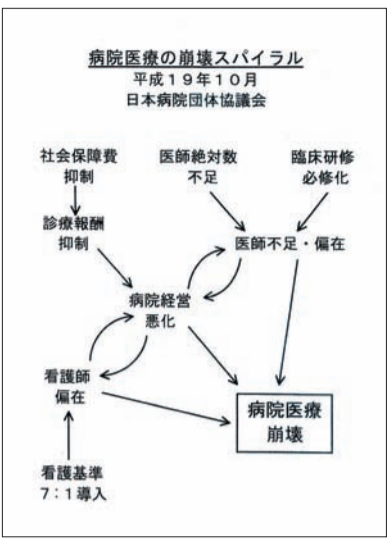 病院医療の崩壊スパイラル
平成19年10月
日本病院団体協議会
社会保障費
抑制
医師絶対数
不足
臨床研修
必修化
診療報酬
抑制
医師不足・偏在
病院経営
悪化
看護師
偏在
病院医療
崩壊
看護基準
7：1導入